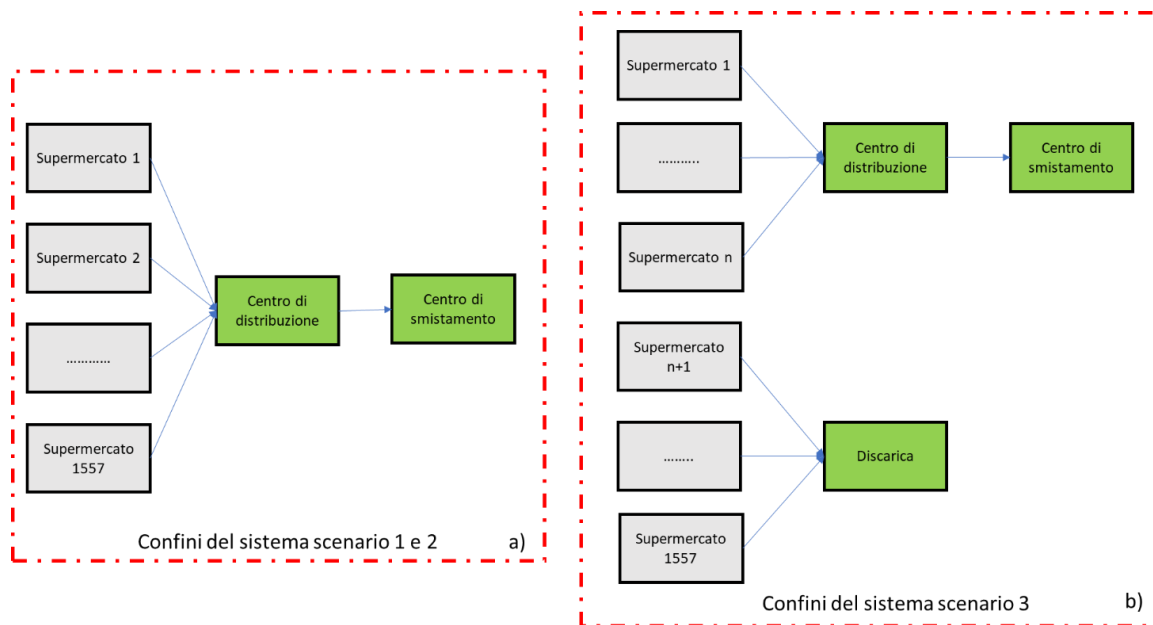 Supermercato 1
Supermercato 2
…………
Supermercato
1557
Centro di
distribuzione
Centro di
smistamento
Confini del sistema scenario 1 e 2
a)
Supermercato 1
………..
Supermercato n
Centro di
distribuzione
Centro di
smistamento
Supermercato
n+1
……..
Supermercato
1557
Discarica
Confini del sistema scenario 3
b)